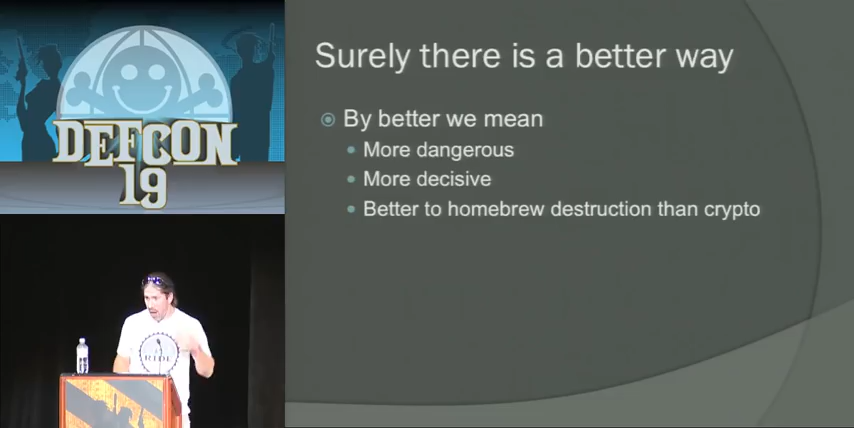 DEFCON
19
Surely there is a better way
By better we mean
More dangerous
More decisive
Better to homebrew destruction than crypto
RIDE